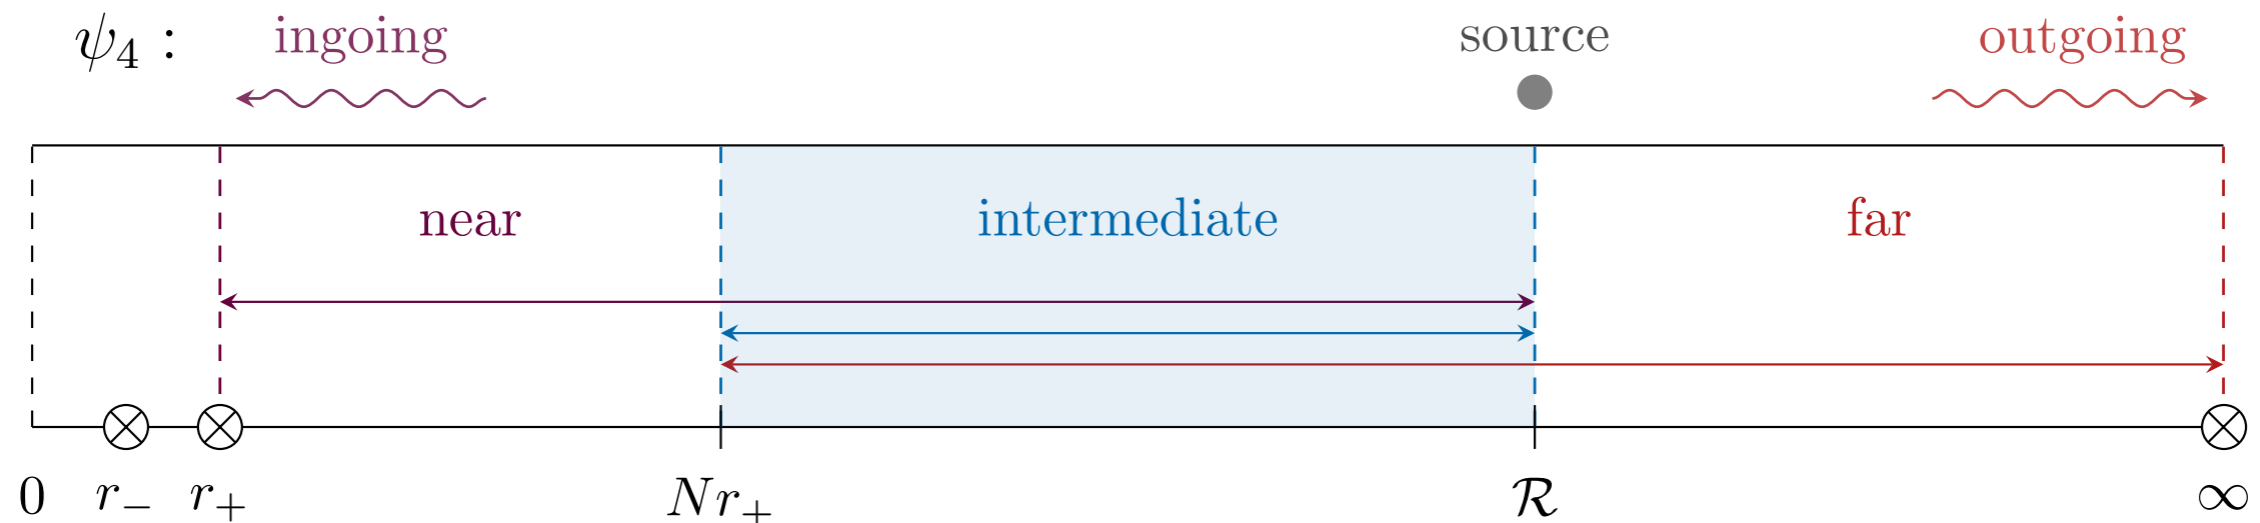 ψ₄ : ingoing source outgoing
near intermediate far
0 r₋ r₊ Nr₊ ℛ ∞